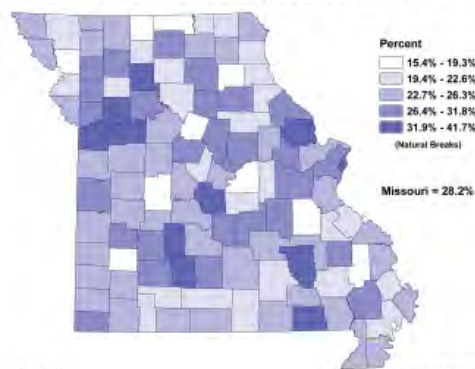 Percent
15.4% - 19.3%
19.4% - 22.6%
22.7% - 26.3%
26.4% - 31.8%
31.9% - 41.7%
(Natural Breaks)
Missouri = 28.2%